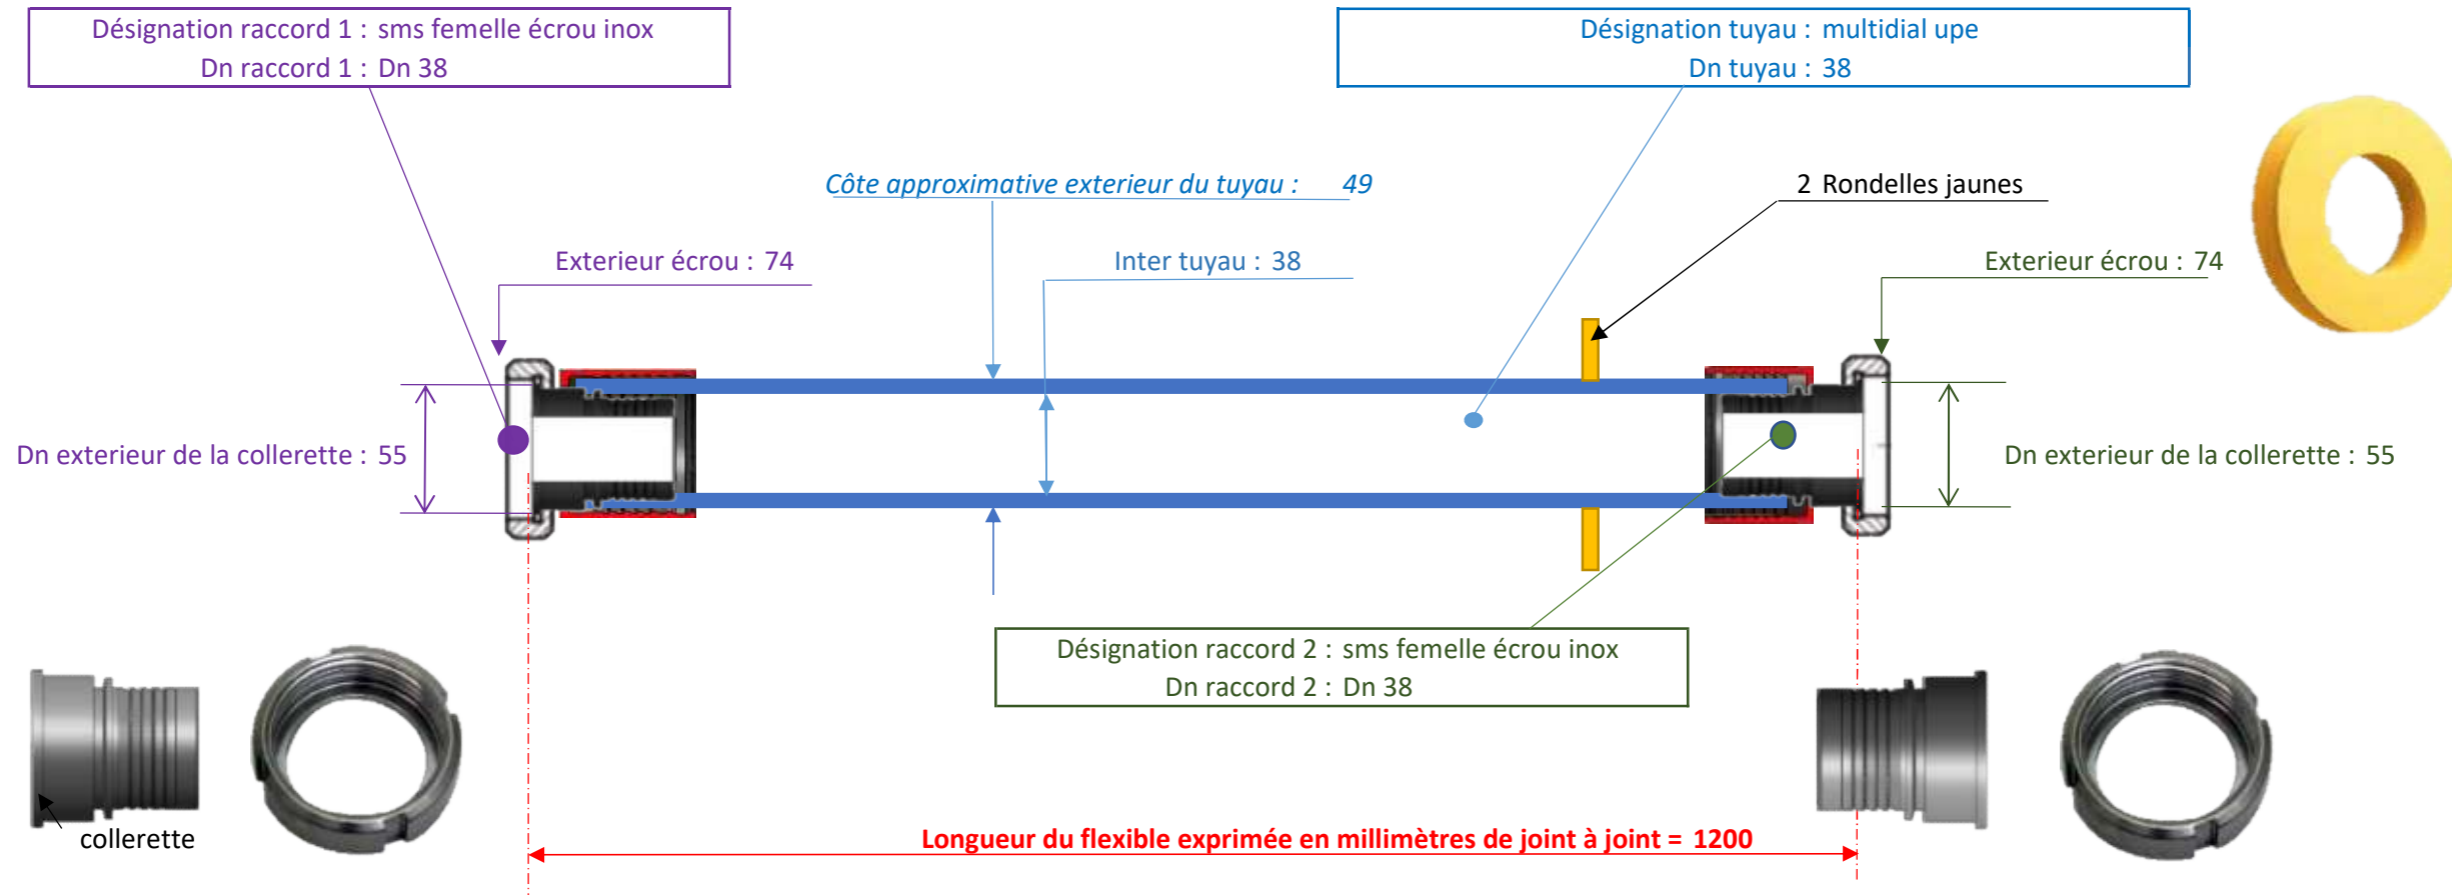 Désignation raccord 1 : sms femelle écrou inox
Dn raccord 1 : Dn 38
Désignation tuyau : multidial upe
Dn tuyau : 38
Côte approximative exterieur du tuyau : 49
2 Rondelles jaunes
Exterieur écrou : 74
Inter tuyau : 38
Exterieur écrou : 74
Dn exterieur de la collerette : 55
Dn exterieur de la collerette : 55
Désignation raccord 2 : sms femelle écrou inox
Dn raccord 2 : Dn 38
collerette
Longueur du flexible exprimée en millimètres de joint à joint = 1200